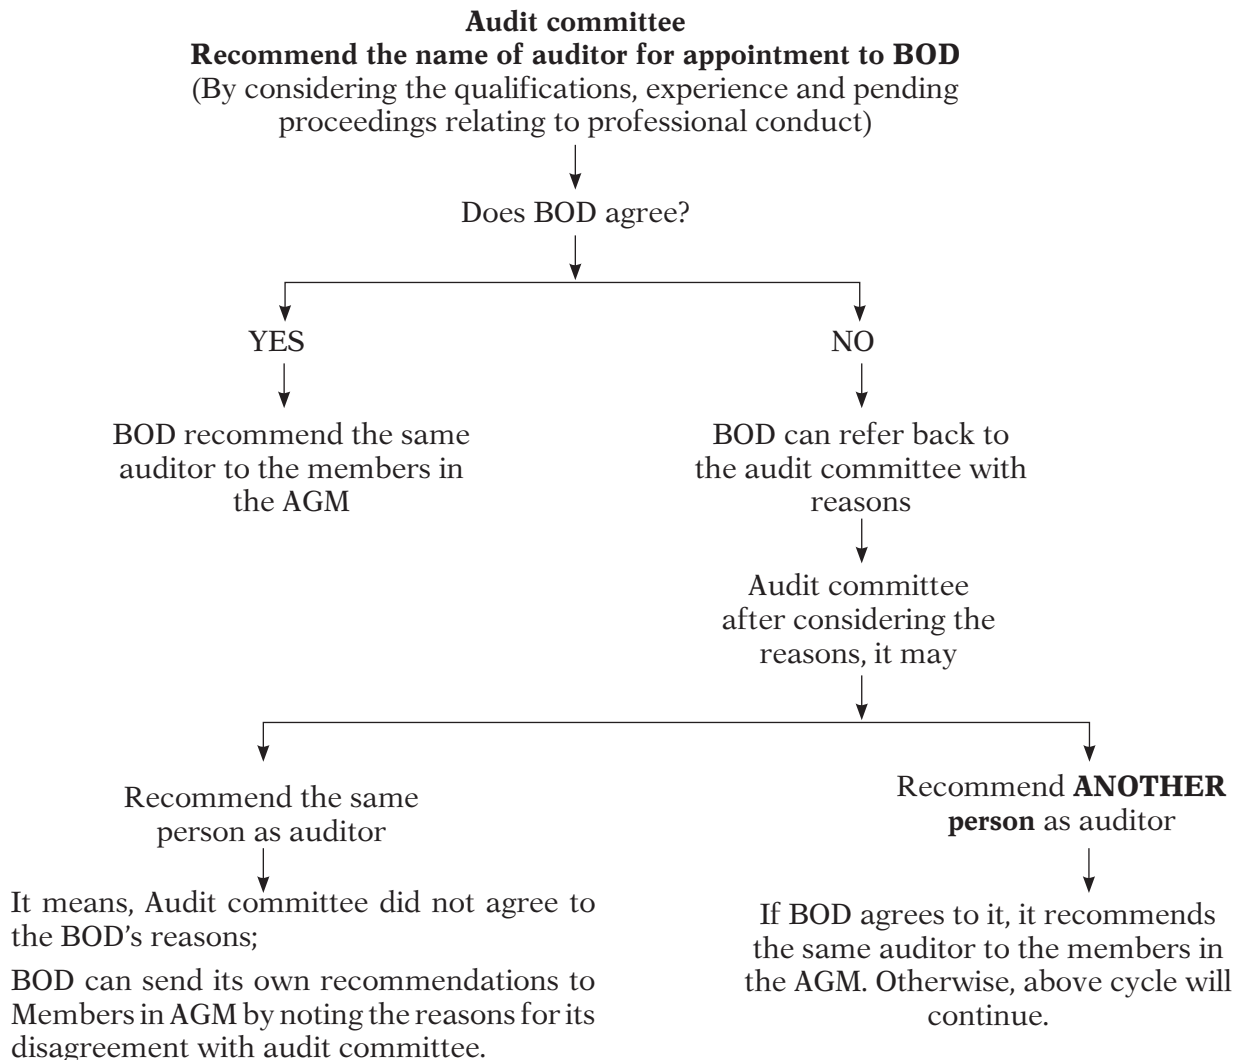 Audit committee
Recommend the name of auditor for appointment to BOD
(By considering the qualifications, experience and pending
proceedings relating to professional conduct)
Does BOD agree?
YES
NO
BOD recommend the same
auditor to the members in
the AGM
BOD can refer back to
the audit committee with
reasons
Audit committee
after considering the
reasons, it may
Recommend the same
person as auditor
Recommend ANOTHER
person as auditor
It means, Audit committee did not agree to
the BOD's reasons;
BOD can send its own recommendations to
Members in AGM by noting the reasons for its
disagreement with audit committee.
If BOD agrees to it, it recommends
the same auditor to the members in
the AGM. Otherwise, above cycle will
continue.